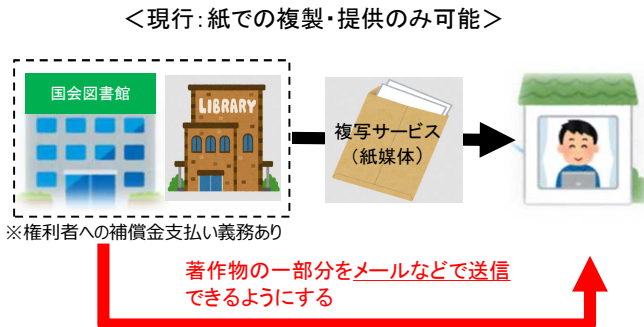 ＜現行：紙での複製・提供のみ可能＞
国会図書館
LIBRARY
複写サービス
（紙媒体）
※権利者への補償金支払い義務あり
著作物の一部分をメールなどで送信
できるようにする